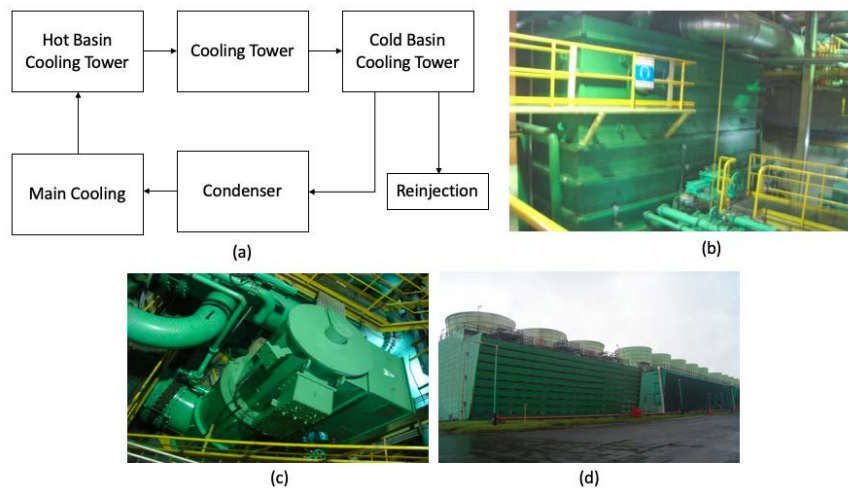 Hot Basin
Cooling Tower
Cooling Tower
Cold Basin
Cooling Tower
Main Cooling
Condenser
Reinjection
(a)
(b)
(c)
(d)